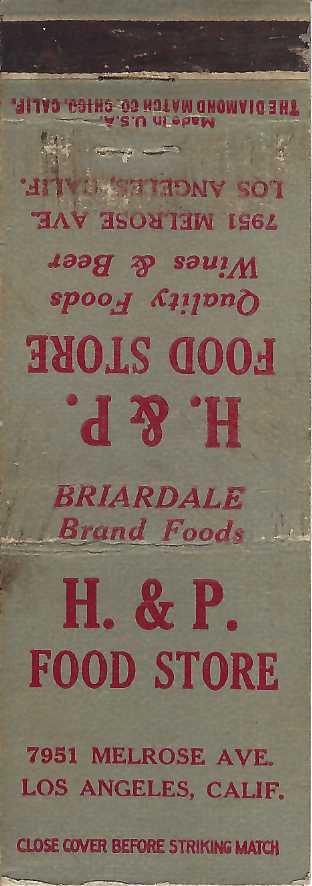 THE DIAMOND MATCH CO. CHICO, CALIF.
Made in U.S.A.
LOS ANGELES, CALIF.
7951 MELROSE AVE.
Wines & Beer
Quality Foods
FOOD STORE
H. & P.
BRIARDALE
Brand Foods
H. & P.
FOOD STORE
7951 MELROSE AVE.
LOS ANGELES, CALIF.
CLOSE COVER BEFORE STRIKING MATCH